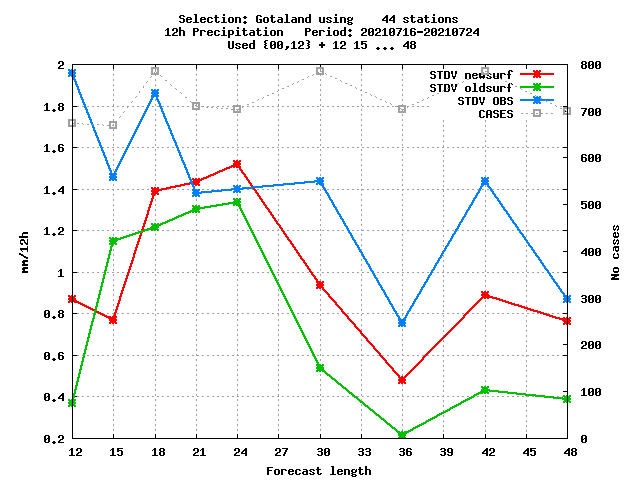 Selection: Gotaland using    44 stations
12h Precipitation   Period: 20210716-20210724
Used {00,12} + 12 15 ... 48
STDV newsurf
STDV oldsurf
STDV OBS
CASES
2
1.8
1.6
1.4
1.2
1
0.8
0.6
0.4
0.2
mm/12h
800
700
600
500
400
300
200
100
0
No cases
12 15 18 21 24 27 30 33 36 39 42 45 48
Forecast length